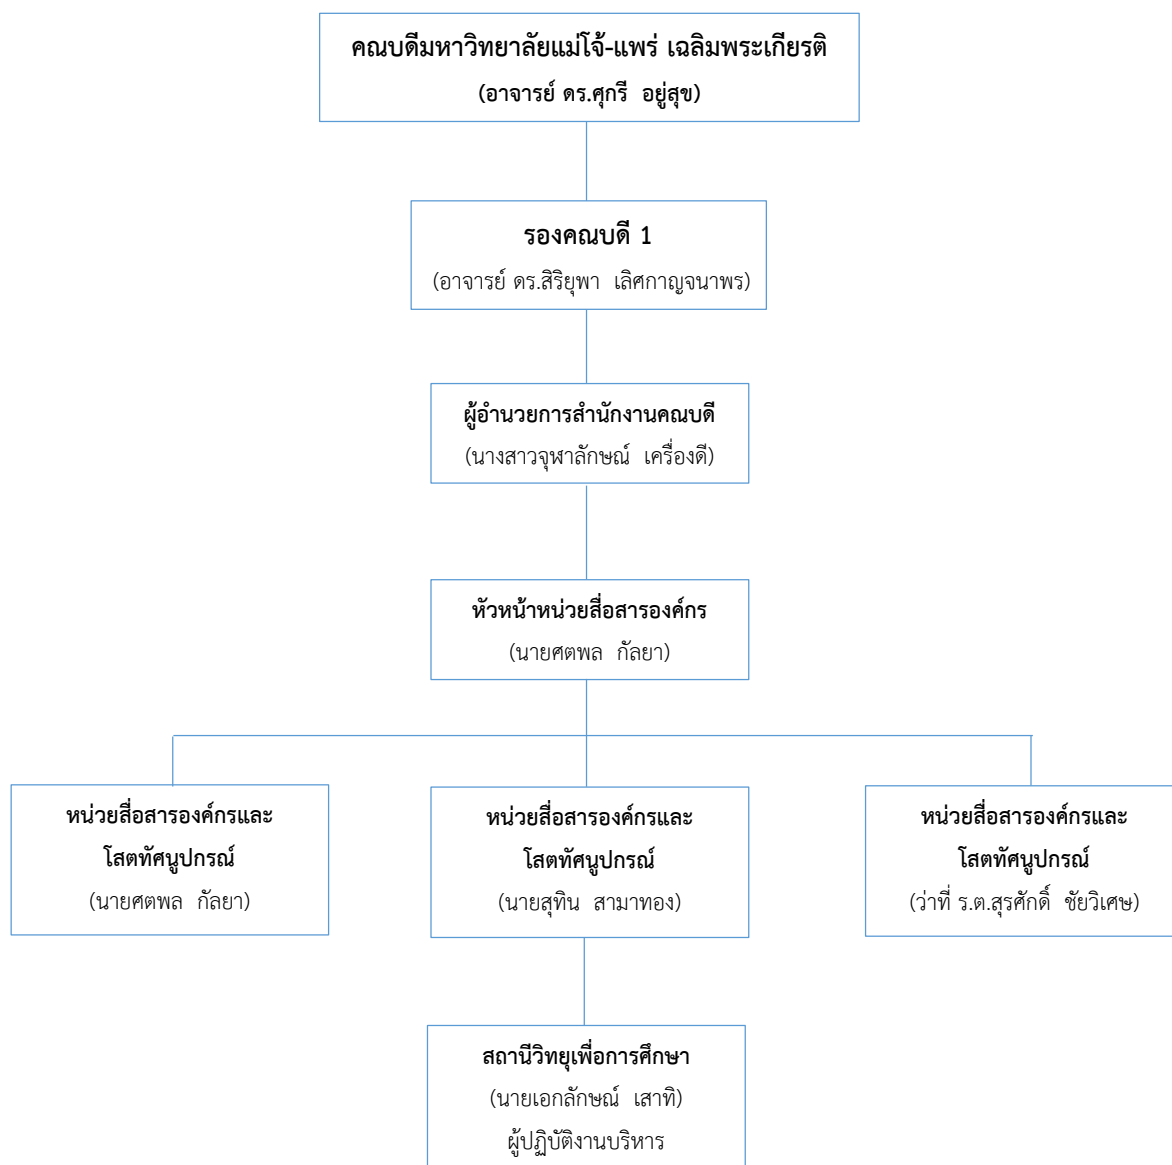 คณบดีมหาวิทยาลัยแม่โจ้-แพร่ เฉลิมพระเกียรติ
(อาจารย์ ดร.ศุกรี  อยู่สุข)
รองคณบดี 1
(อาจารย์ ดร.สิริยุพา  เลิศกาญจนาพร)
ผู้อำนวยการสำนักงานคณบดี
(นางสาวจุฬาลักษณ์  เครื่องดี)
หัวหน้าหน่วยสื่อสารองค์กร
(นายศตพล  กัลยา)
หน่วยสื่อสารองค์กรและ
โสตทัศนูปกรณ์
(นายศตพล  กัลยา)
หน่วยสื่อสารองค์กรและ
โสตทัศนูปกรณ์
(นายสุทิน  สามาทอง)
หน่วยสื่อสารองค์กรและ
โสตทัศนูปกรณ์
(ว่าที่ ร.ต.สุรศักดิ์  ชัยวิเศษ)
สถานีวิทยุเพื่อการศึกษา
(นายเอกลักษณ์  เสาทิ)
ผู้ปฏิบัติงานบริหาร